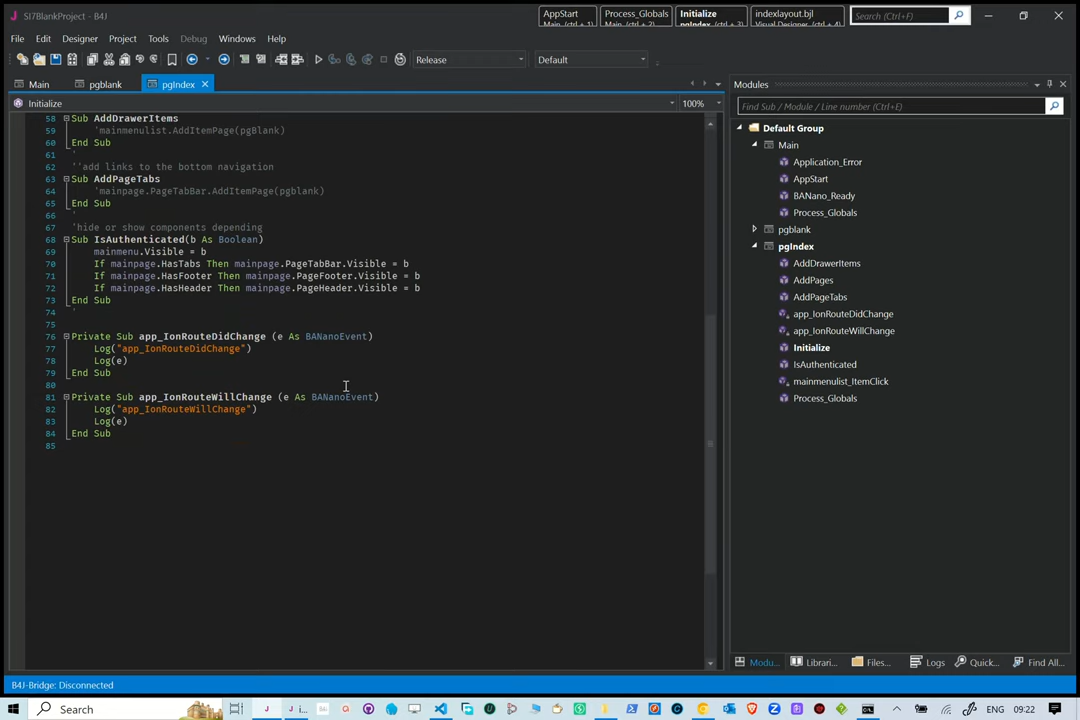 SI7BlankProject - B4J
AppStart
Main (ctrl + 1)
Process_Globals
Main (ctrl + 2)
Initialize
pgIndex (ctrl + 3)
indexlayout.bjl
Visual Designer (ctrl + 4)
Search (Ctrl+F)
File Edit Designer Project Tools Debug Windows Help
Release Default
Main pgblank pgIndex
Initialize 100%
58 Sub AddDrawerItems
59 'mainmenulist.AddItemPage(pgBlank)
60 End Sub
61 '
62 ''add links to the bottom navigation
63 Sub AddPageTabs
64 'mainpage.PageTabBar.AddItemPage(pgblank)
65 End Sub
66 '
67 'hide or show components depending
68 Sub IsAuthenticated(b As Boolean)
69 mainmenu.Visible = b
70 If mainpage.HasTabs Then mainpage.PageTabBar.Visible = b
71 If mainpage.HasFooter Then mainpage.PageFooter.Visible = b
72 If mainpage.HasHeader Then mainpage.PageHeader.Visible = b
73 End Sub
74 '
75
76 Private Sub app_IonRouteDidChange (e As BANanoEvent)
77 Log("app_IonRouteDidChange")
78 Log(e)
79 End Sub
80
81 Private Sub app_IonRouteWillChange (e As BANanoEvent)
82 Log("app_IonRouteWillChange")
83 Log(e)
84 End Sub
85
Modules
Find Sub / Module / Line number (Ctrl+E)
Default Group
Main
Application_Error
AppStart
BANano_Ready
Process_Globals
pgblank
pgIndex
AddDrawerItems
AddPages
AddPageTabs
app_IonRouteDidChange
app_IonRouteWillChange
Initialize
IsAuthenticated
mainmenulist_ItemClick
Process_Globals
Modu... Librari... Files... Logs Quick... Find All...
B4J-Bridge: Disconnected
Search
ENG 09:22